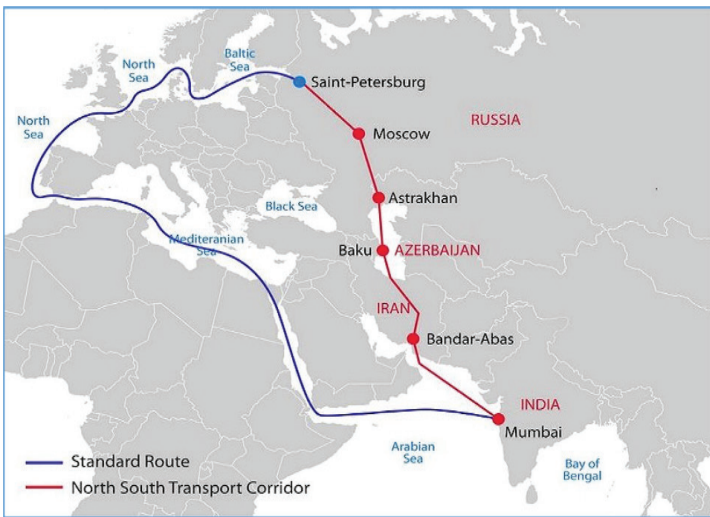 North
Sea
Baltic
Sea
Saint-Petersburg
North
Sea
Moscow
RUSSIA
Astrakhan
Black Sea
Mediteranian
Sea
Baku
AZERBAIJAN
IRAN
Bandar-Abas
INDIA
Mumbai
Arabian
Sea
Bay of
Bengal
Standard Route
North South Transport Corridor